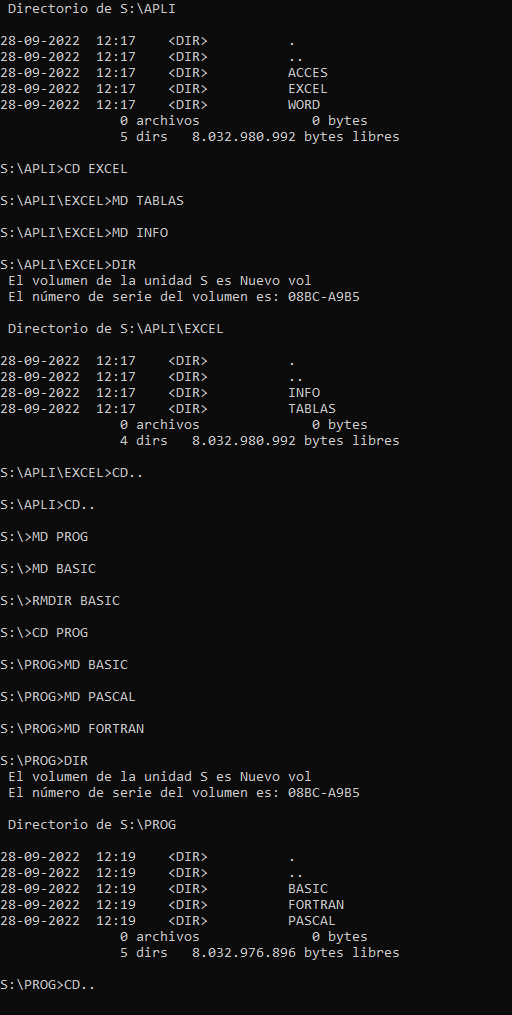 Directorio de S:\APLI
28-09-2022  12:17    <DIR>          .
28-09-2022  12:17    <DIR>          ..
28-09-2022  12:17    <DIR>          ACCES
28-09-2022  12:17    <DIR>          EXCEL
28-09-2022  12:17    <DIR>          WORD
               0 archivos              0 bytes
               5 dirs   8.032.980.992 bytes libres
S:\APLI>CD EXCEL
S:\APLI\EXCEL>MD TABLAS
S:\APLI\EXCEL>MD INFO
S:\APLI\EXCEL>DIR
 El volumen de la unidad S es Nuevo vol
 El número de serie del volumen es: 08BC-A9B5
 Directorio de S:\APLI\EXCEL
28-09-2022  12:17    <DIR>          .
28-09-2022  12:17    <DIR>          ..
28-09-2022  12:17    <DIR>          INFO
28-09-2022  12:17    <DIR>          TABLAS
               0 archivos              0 bytes
               4 dirs   8.032.980.992 bytes libres
S:\APLI\EXCEL>CD..
S:\APLI>CD..
S:\>MD PROG
S:\>MD BASIC
S:\>RMDIR BASIC
S:\>CD PROG
S:\PROG>MD BASIC
S:\PROG>MD PASCAL
S:\PROG>MD FORTRAN
S:\PROG>DIR
 El volumen de la unidad S es Nuevo vol
 El número de serie del volumen es: 08BC-A9B5
 Directorio de S:\PROG
28-09-2022  12:19    <DIR>          .
28-09-2022  12:19    <DIR>          ..
28-09-2022  12:19    <DIR>          BASIC
28-09-2022  12:19    <DIR>          FORTRAN
28-09-2022  12:19    <DIR>          PASCAL
               0 archivos              0 bytes
               5 dirs   8.032.976.896 bytes libres
S:\PROG>CD..